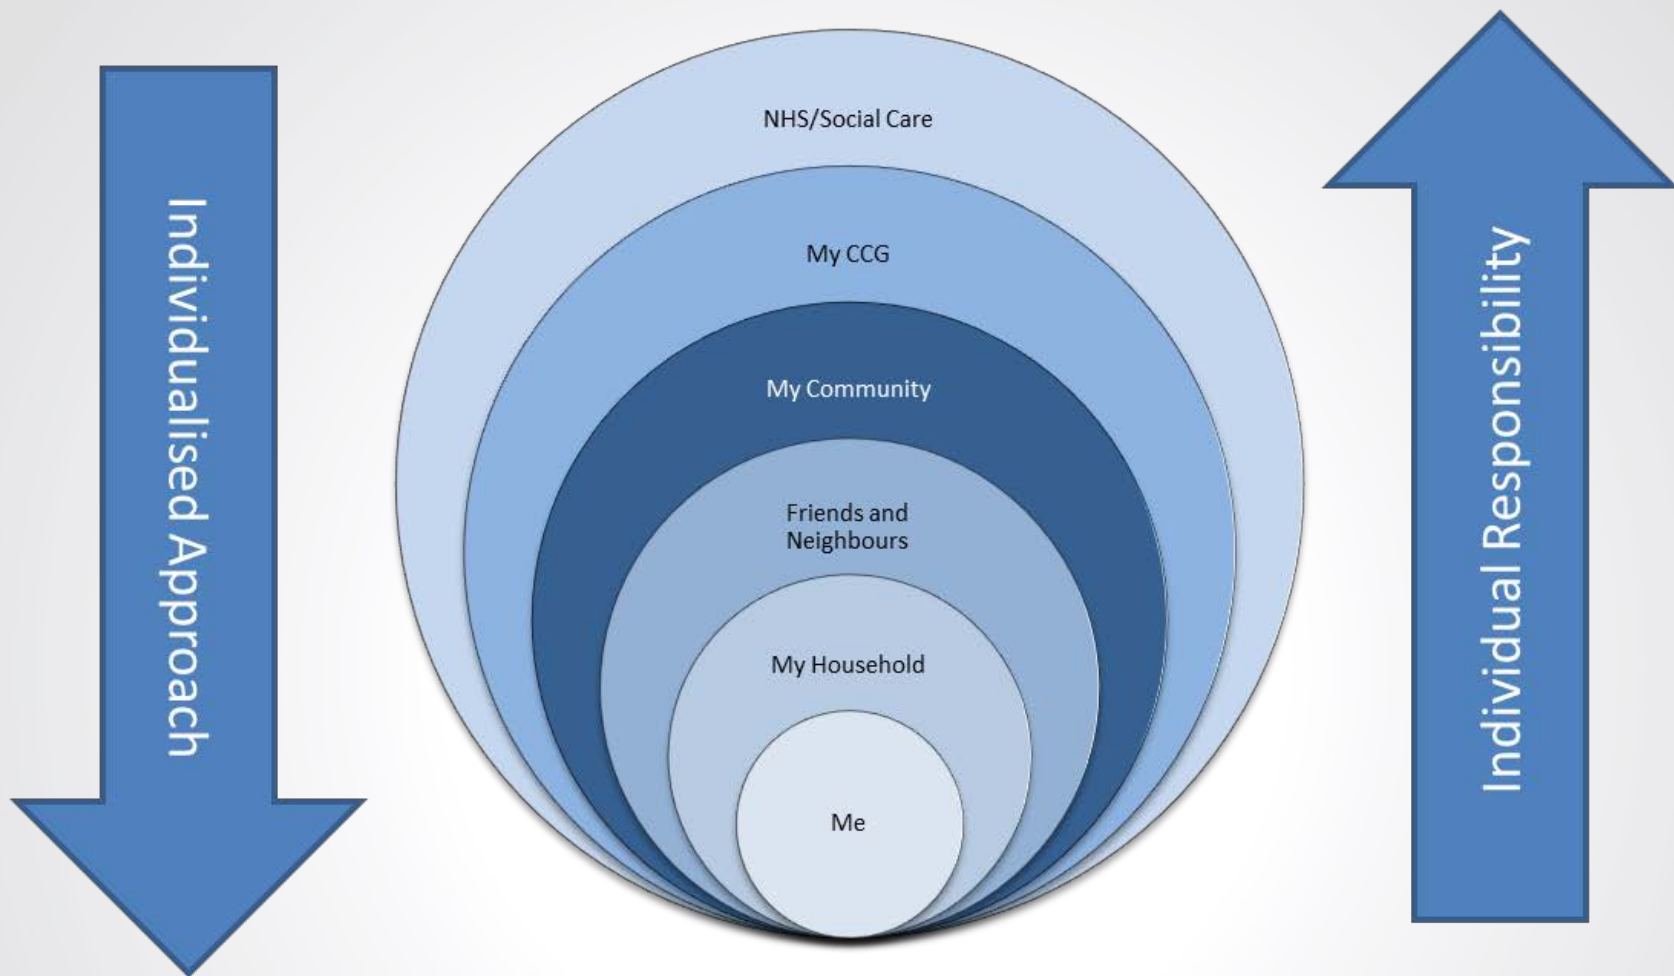 Individualised Approach
NHS/Social Care
My CCG
My Community
Friends and
Neighbours
My Household
Me
Individual Responsibility